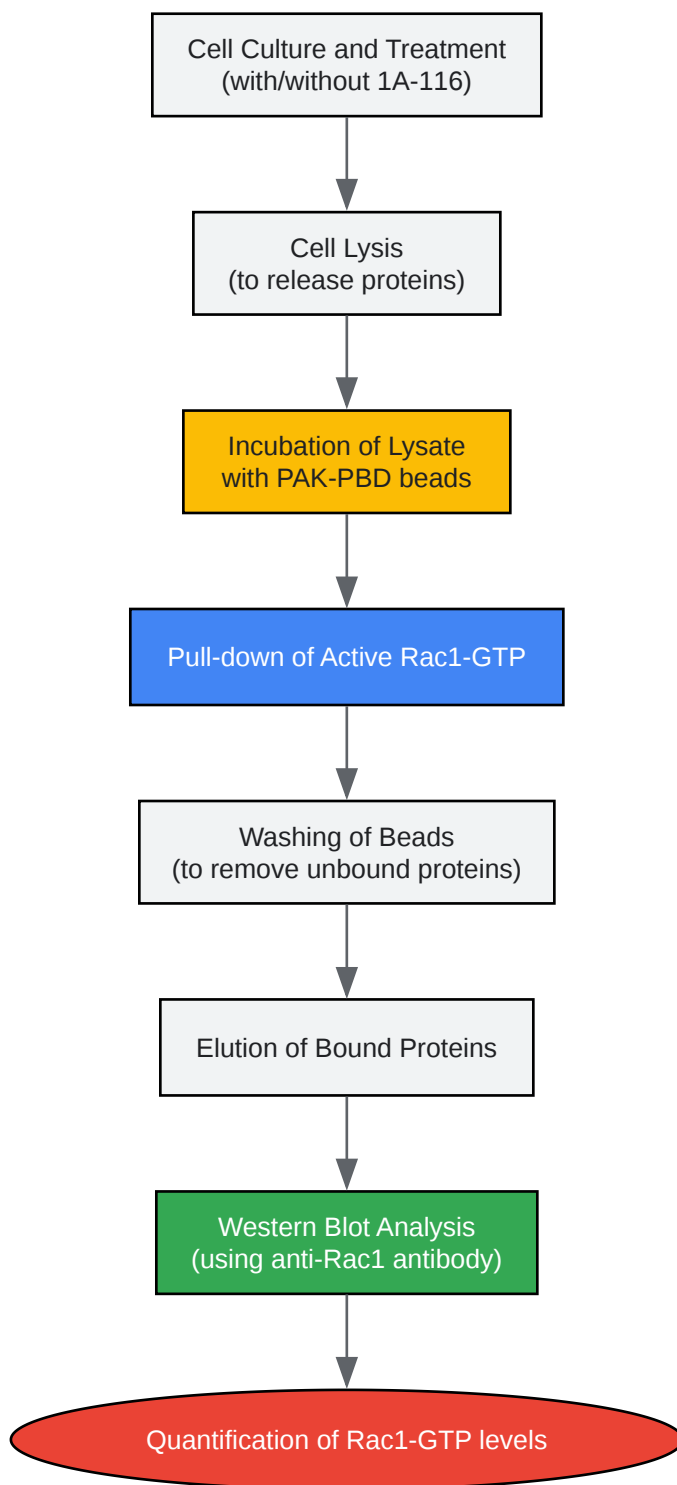 Cell Culture and Treatment
(with/without 1A-116)
Cell Lysis
(to release proteins)
Incubation of Lysate
with PAK-PBD beads
Pull-down of Active Rac1-GTP
Washing of Beads
(to remove unbound proteins)
Elution of Bound Proteins
Western Blot Analysis
(using anti-Rac1 antibody)
Quantification of Rac1-GTP levels